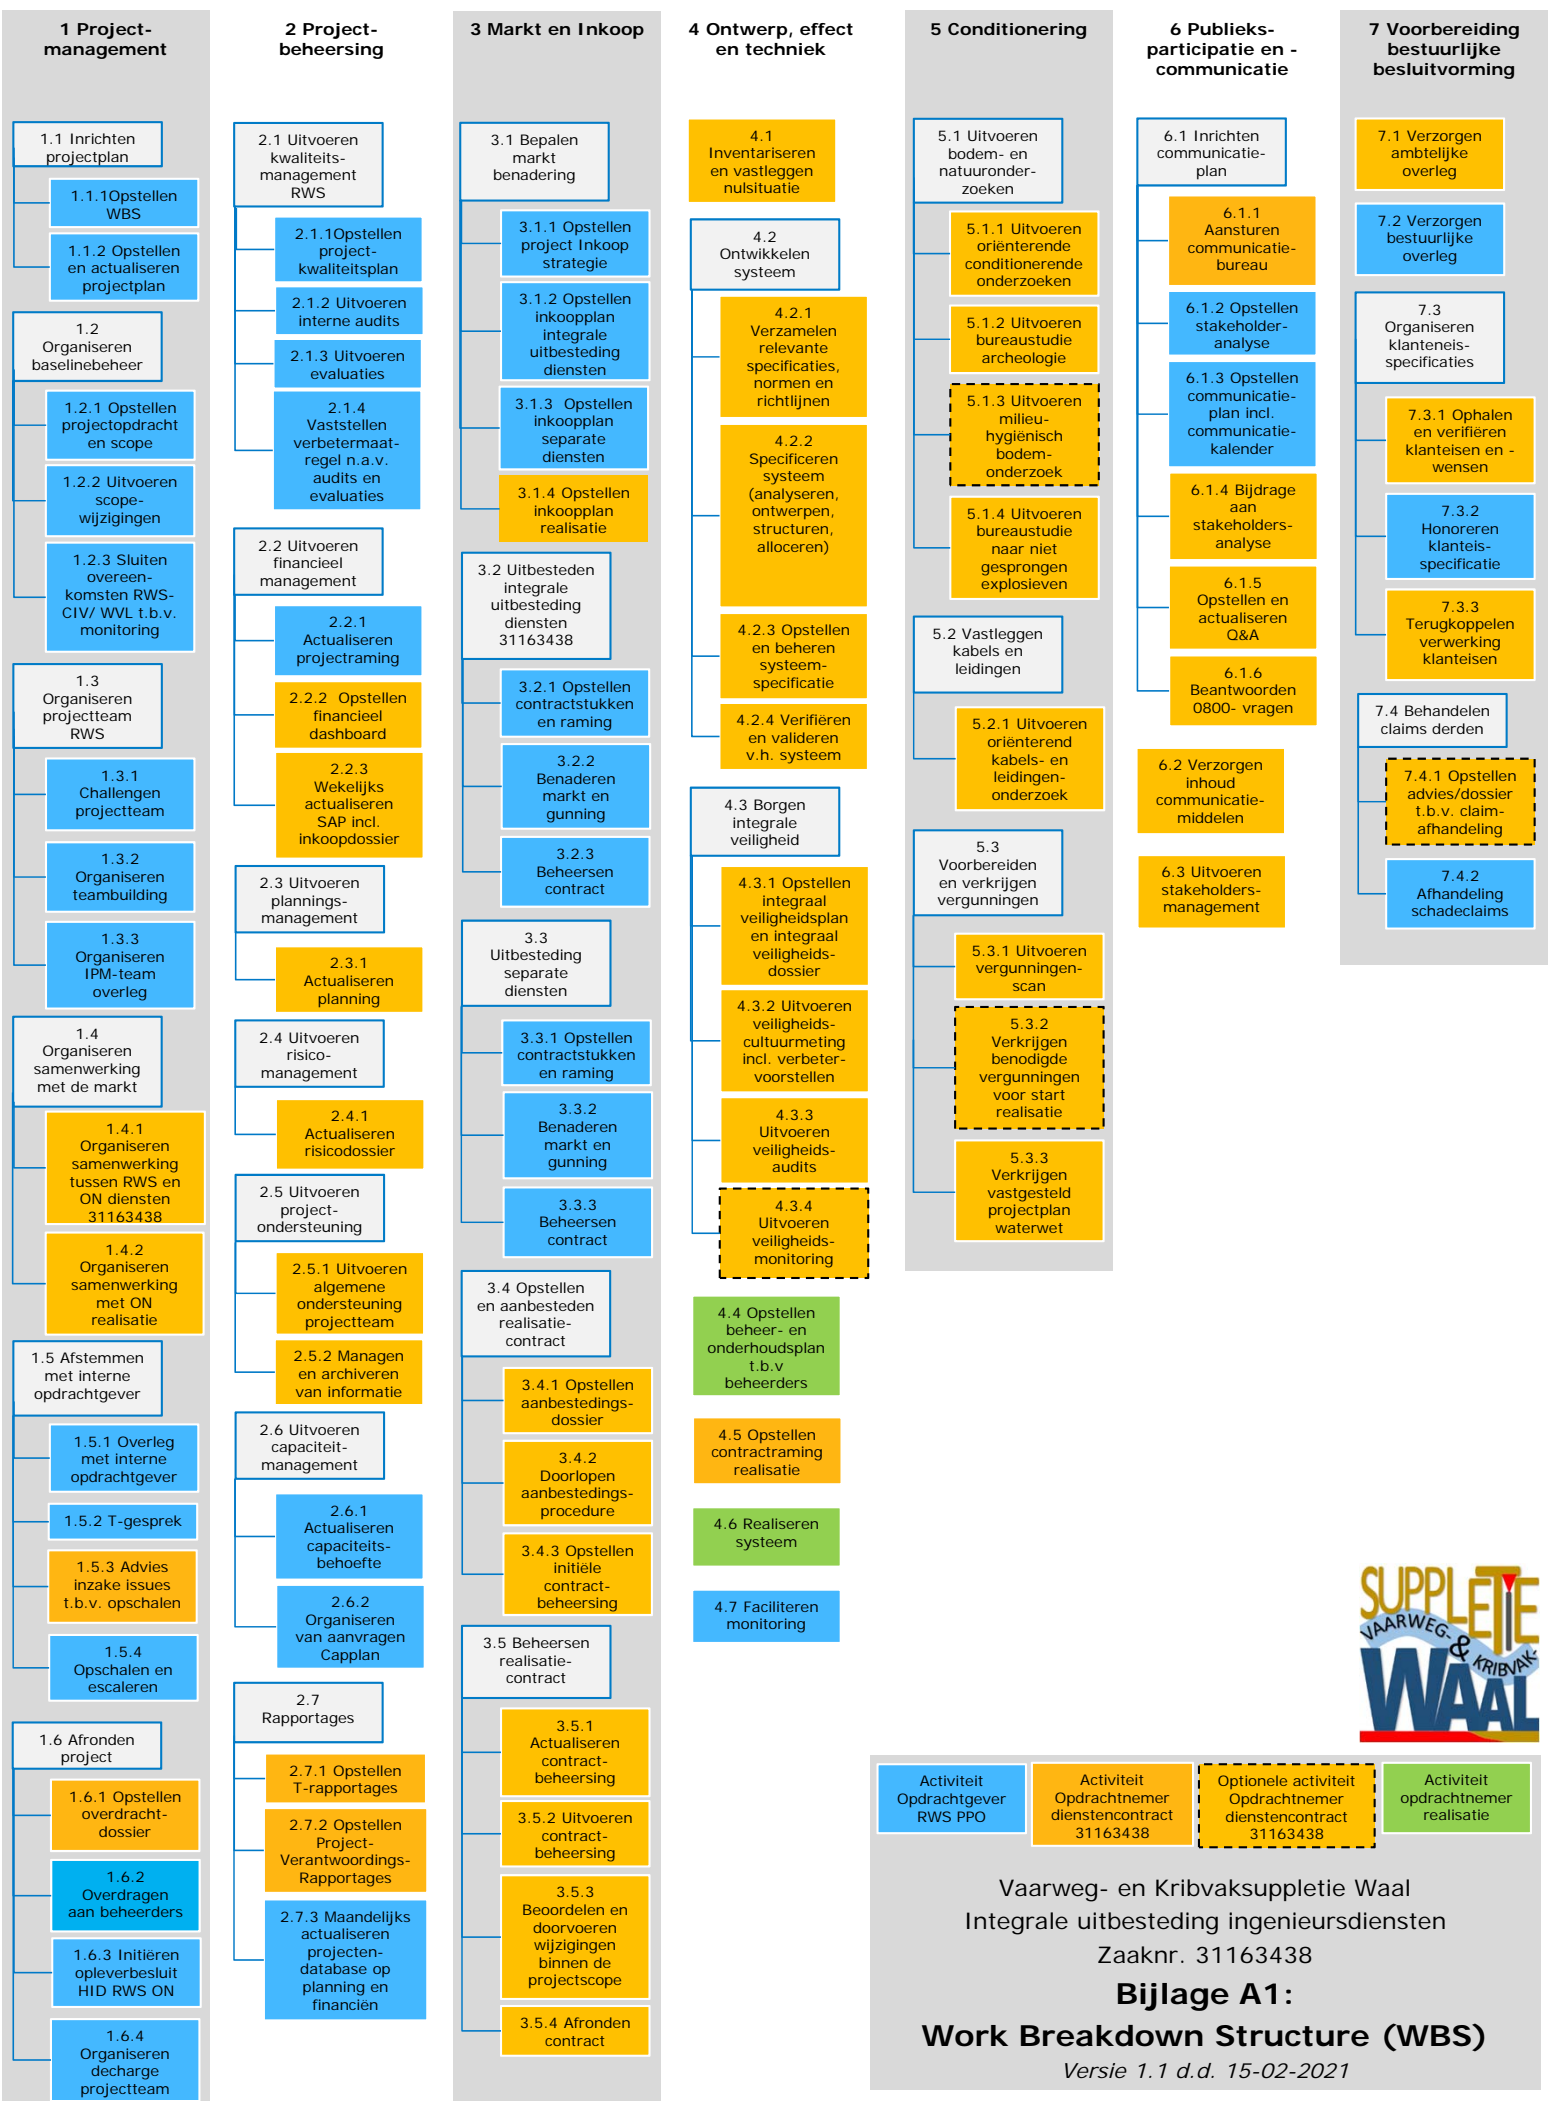 1 Project-
management
1.1 Inrichten
projectplan
1.1.1Opstellen
WBS
1.1.2 Opstellen
en actualiseren
projectplan
1.2
Organiseren
baselinebeheer
1.2.1 Opstellen
projectopdracht
en scope
1.2.2 Uitvoeren
scope-
wijzigingen
1.2.3 Sluiten
overeen-
komsten RWS-
CIV/ WVL t.b.v.
monitoring
1.3
Organiseren
projectteam
RWS
1.3.1
Challengen
projectteam
1.3.2
Organiseren
teambuilding
1.3.3
Organiseren
IPM-team
overleg
1.4
Organiseren
samenwerking
met de markt
1.4.1
Organiseren
samenwerking
tussen RWS en
ON diensten
31163438
1.4.2
Organiseren
samenwerking
met ON
realisatie
1.5 Afstemmen
met interne
opdrachtgever
1.5.1 Overleg
met interne
opdrachtgever
1.5.2 T-gesprek
1.5.3 Advies
inzake issues
t.b.v. opschalen
1.5.4
Opschalen en
escaleren
1.6 Afronden
project
1.6.1 Opstellen
overdracht-
dossier
1.6.2
Overdragen
aan beheerders
1.6.3 Initiëren
opleverbesluit
HID RWS ON
1.6.4
Organiseren
decharge
projectteam
2 Project-
beheersing
2.1 Uitvoeren
kwaliteits-
management
RWS
2.1.1Opstellen
project-
kwaliteitsplan
2.1.2 Uitvoeren
interne audits
2.1.3 Uitvoeren
evaluaties
2.1.4
Vaststellen
verbetermaat-
regel n.a.v.
audits en
evaluaties
2.2 Uitvoeren
financieel
management
2.2.1
Actualiseren
projectraming
2.2.2 Opstellen
financieel
dashboard
2.2.3
Wekelijks
actualiseren
SAP incl.
inkoopdossier
2.3 Uitvoeren
plannings-
management
2.3.1
Actualiseren
planning
2.4 Uitvoeren
risico-
management
2.4.1
Actualiseren
risicodossier
2.5 Uitvoeren
project-
ondersteuning
2.5.1 Uitvoeren
algemene
ondersteuning
projectteam
2.5.2 Managen
en archiveren
van informatie
2.6 Uitvoeren
capaciteit-
management
2.6.1
Actualiseren
capaciteits-
behoefte
2.6.2
Organiseren
van aanvragen
Capplan
2.7
Rapportages
2.7.1 Opstellen
T-rapportages
2.7.2 Opstellen
Project-
Verantwoordings-
Rapportages
2.7.3 Maandelijks
actualiseren
projecten-
database op
planning en
financiën
3 Markt en Inkoop
3.1 Bepalen
markt
benadering
3.1.1 Opstellen
project Inkoop
strategie
3.1.2 Opstellen
inkoopplan
integrale
uitbesteding
diensten
3.1.3 Opstellen
inkoopplan
separate
diensten
3.1.4 Opstellen
inkoopplan
realisatie
3.2 Uitbesteden
integrale
uitbesteding
diensten
31163438
3.2.1 Opstellen
contractstukken
en raming
3.2.2
Benaderen
markt en
gunning
3.2.3
Beheersen
contract
3.3
Uitbesteding
separate
diensten
3.3.1 Opstellen
contractstukken
en raming
3.3.2
Benaderen
markt en
gunning
3.3.3
Beheersen
contract
3.4 Opstellen
en aanbesteden
realisatie-
contract
3.4.1 Opstellen
aanbestedings-
dossier
3.4.2
Doorlopen
aanbestedings-
procedure
3.4.3 Opstellen
initiële
contract-
beheersing
3.5 Beheersen
realisatie-
contract
3.5.1
Actualiseren
contract-
beheersing
3.5.2 Uitvoeren
contract-
beheersing
3.5.3
Beoordelen en
doorvoeren
wijzigingen
binnen de
projectscope
3.5.4 Afronden
contract
4 Ontwerp, effect
en techniek
4.1
Inventariseren
en vastleggen
nulsituatie
4.2
Ontwikkelen
systeem
4.2.1
Verzamelen
relevante
specificaties,
normen en
richtlijnen
4.2.2
Specificeren
systeem
(analyseren,
ontwerpen,
structuren,
alloceren)
4.2.3 Opstellen
en beheren
systeem-
specificatie
4.2.4 Verifiëren
en valideren
v.h. systeem
4.3 Borgen
integrale
veiligheid
4.3.1 Opstellen
integraal
veiligheidsplan
en integraal
veiligheids-
dossier
4.3.2 Uitvoeren
veiligheids-
cultuurmeting
incl. verbeter-
voorstellen
4.3.3
Uitvoeren
veiligheids-
audits
4.3.4
Uitvoeren
veiligheids-
monitoring
4.4 Opstellen
beheer- en
onderhoudsplan
t.b.v
beheerders
4.5 Opstellen
contractraming
realisatie
4.6 Realiseren
systeem
4.7 Faciliteren
monitoring
5 Conditionering
5.1 Uitvoeren
bodem- en
natuuronder-
zoeken
5.1.1 Uitvoeren
oriënterende
conditionerende
onderzoeken
5.1.2 Uitvoeren
bureaustudie
archeologie
5.1.3 Uitvoeren
milieu-
hygiënisch
bodem-
onderzoek
5.1.4 Uitvoeren
bureaustudie
naar niet
gesprongen
explosieven
5.2 Vastleggen
kabels en
leidingen
5.2.1 Uitvoeren
oriënterend
kabels- en
leidingen-
onderzoek
5.3
Voorbereiden
en verkrijgen
vergunningen
5.3.1 Uitvoeren
vergunningen-
scan
5.3.2
Verkrijgen
benodigde
vergunningen
voor start
realisatie
5.3.3
Verkrijgen
vastgesteld
projectplan
waterwet
6 Publieks-
participatie en -
communicatie
6.1 Inrichten
communicatie-
plan
6.1.1
Aansturen
communicatie-
bureau
6.1.2 Opstellen
stakeholder-
analyse
6.1.3 Opstellen
communicatie-
plan incl.
communicatie-
kalender
6.1.4 Bijdrage
aan
stakeholders-
analyse
6.1.5
Opstellen en
actualiseren
Q&A
6.1.6
Beantwoorden
0800- vragen
6.2 Verzorgen
inhoud
communicatie-
middelen
6.3 Uitvoeren
stakeholders-
management
7 Voorbereiding
bestuurlijke
besluitvorming
7.1 Verzorgen
ambtelijke
overleg
7.2 Verzorgen
bestuurlijke
overleg
7.3
Organiseren
klanteneis-
specificaties
7.3.1 Ophalen
en verifiëren
klanteisen en -
wensen
7.3.2
Honoreren
klanteis-
specificatie
7.3.3
Terugkoppelen
verwerking
klanteisen
7.4 Behandelen
claims derden
7.4.1 Opstellen
advies/dossier
t.b.v. claim-
afhandeling
7.4.2
Afhandeling
schadeclaims
SUPPLETIE
VAARWEG- &
KRIBVAK-
WAAL
Activiteit
Opdrachtgever
RWS PPO
Activiteit
Opdrachtnemer
dienstencontract
31163438
Optionele activiteit
Opdrachtnemer
dienstencontract
31163438
Activiteit
opdrachtnemer
realisatie
Vaarweg- en Kribvaksuppletie Waal
Integrale uitbesteding ingenieursdiensten
Zaaknr. 31163438
Bijlage A1:
Work Breakdown Structure (WBS)
Versie 1.1 d.d. 15-02-2021